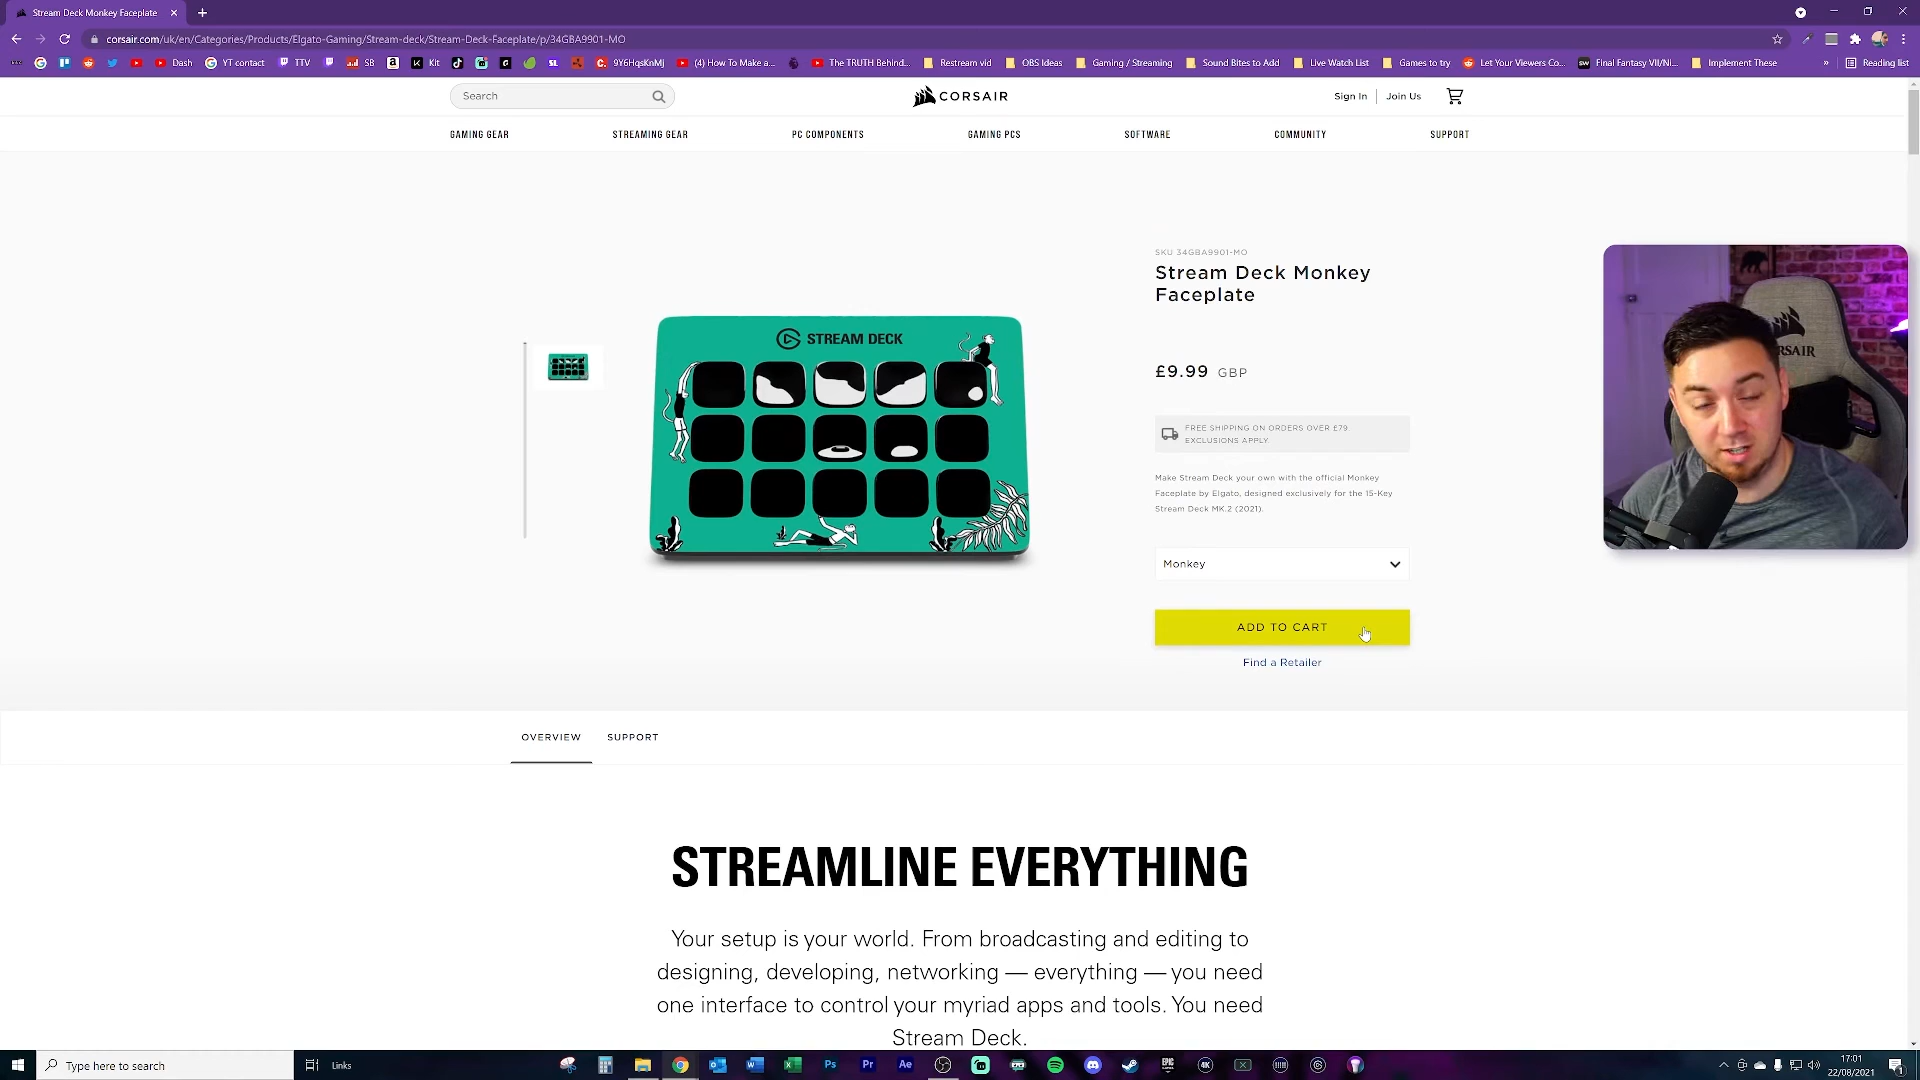 Stream Deck Monkey Faceplate
corsair.com/uk/en/Categories/Products/Elgato-Gaming/Stream-deck/Stream-Deck-Faceplate/p/34GBA9901-MO
Dash YT contact TTV SB Kit SL 9Y6HqsKnMJ (4) How To Make a... The TRUTH Behind... Restream vid OBS Ideas Gaming / Streaming Sound Bites to Add Live Watch List Games to try Let Your Viewers Co... Final Fantasy VII/Ni... Implement These » Reading list
Search CORSAIR Sign In Join Us
GAMING GEAR STREAMING GEAR PC COMPONENTS GAMING PCS SOFTWARE COMMUNITY SUPPORT
SKU 34GBA9901-MO
Stream Deck Monkey
Faceplate
STREAM DECK
£9.99 GBP
FREE SHIPPING ON ORDERS OVER £79.
EXCLUSIONS APPLY.
Make Stream Deck your own with the official Monkey
Faceplate by Elgato, designed exclusively for the 15-Key
Stream Deck MK.2 (2021).
Monkey
ADD TO CART
Find a Retailer
OVERVIEW SUPPORT
STREAMLINE EVERYTHING
Your setup is your world. From broadcasting and editing to
designing, developing, networking — everything — you need
one interface to control your myriad apps and tools. You need
Stream Deck.
Type here to search Links Ps Pr Ae EPIC 4K
17:01
22/08/2021